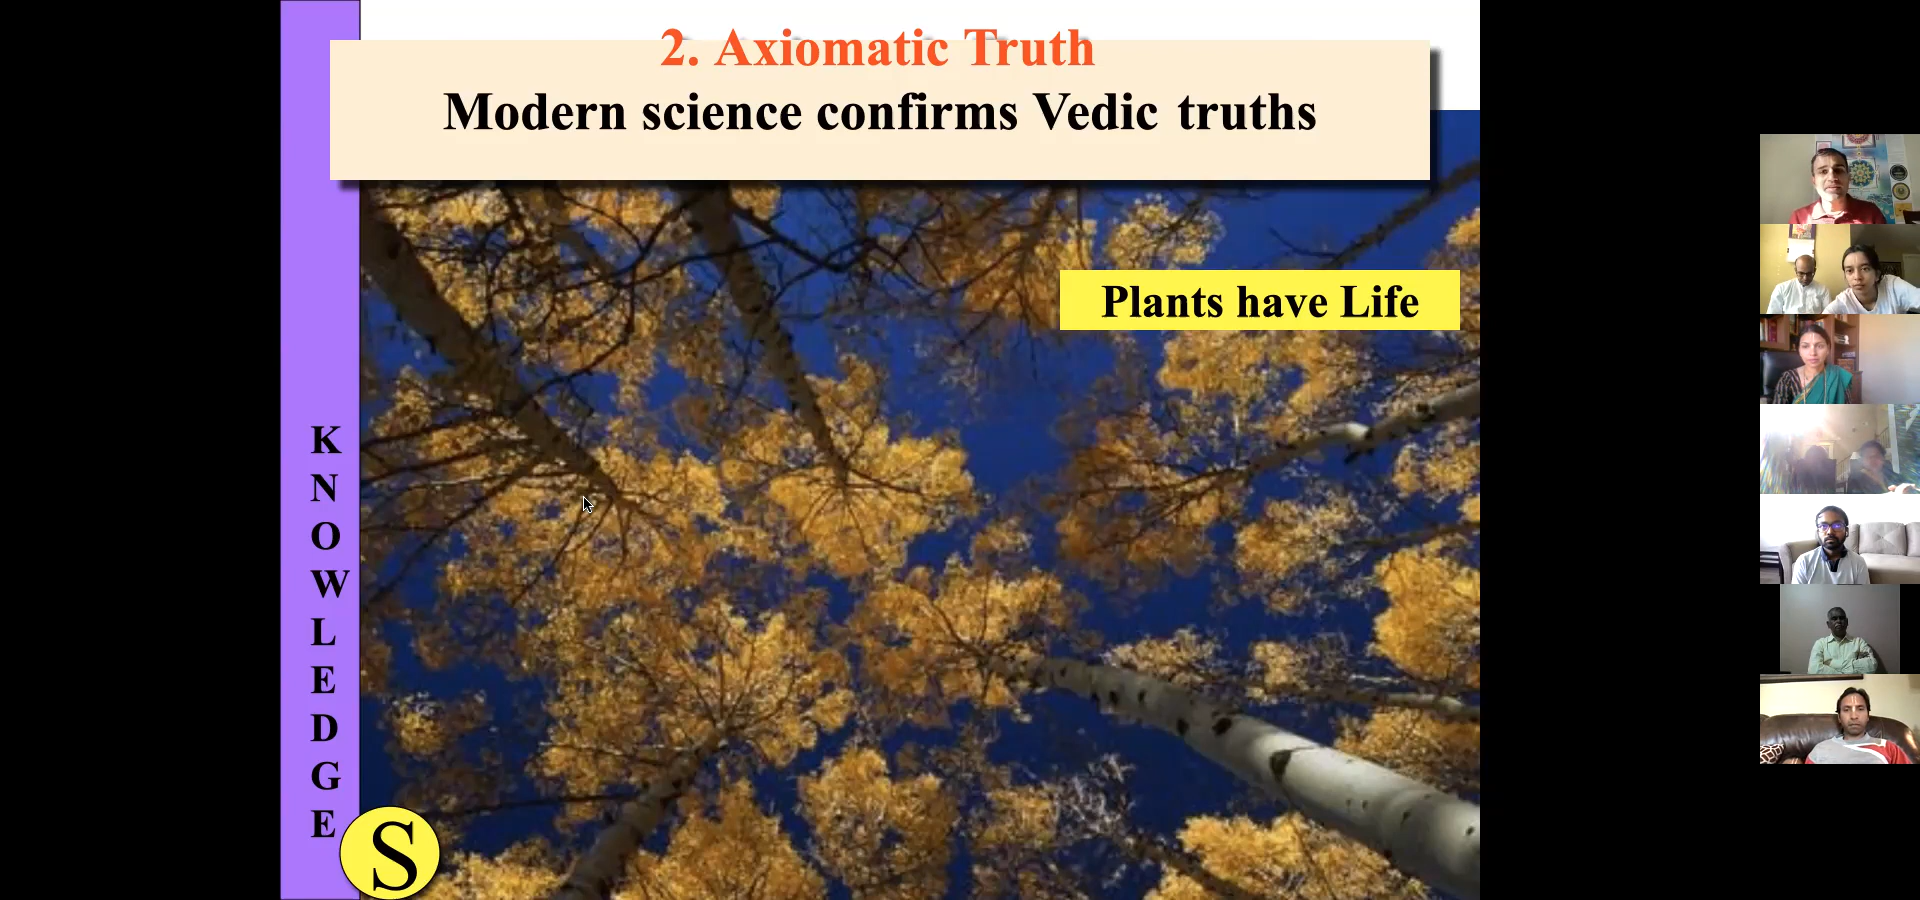 2. Axiomatic Truth
Modern science confirms Vedic truths
Plants have Life
K
N
O
W
L
E
D
G
E
S